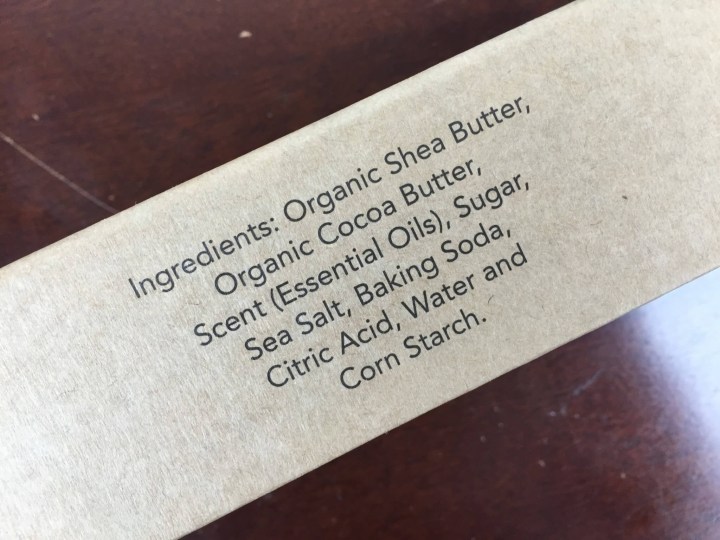 Ingredients: Organic Shea Butter,
Organic Cocoa Butter,
Scent (Essential Oils), Sugar,
Sea Salt, Baking Soda,
Citric Acid, Water and
Corn Starch.